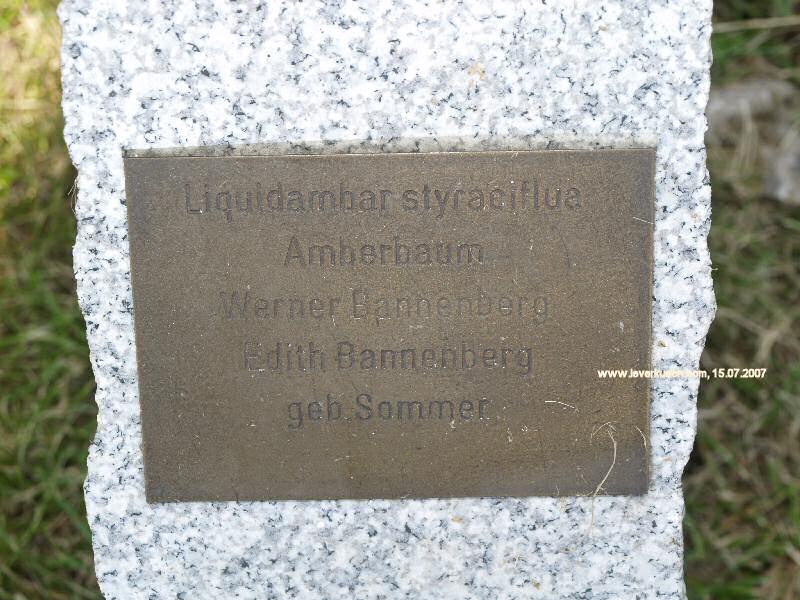 Liquidambar styraciflua
Amberbaum
Werner Bannenberg
Edith Bannenberg
geb. Sommer
www.leverkusen.com, 15.07.2007